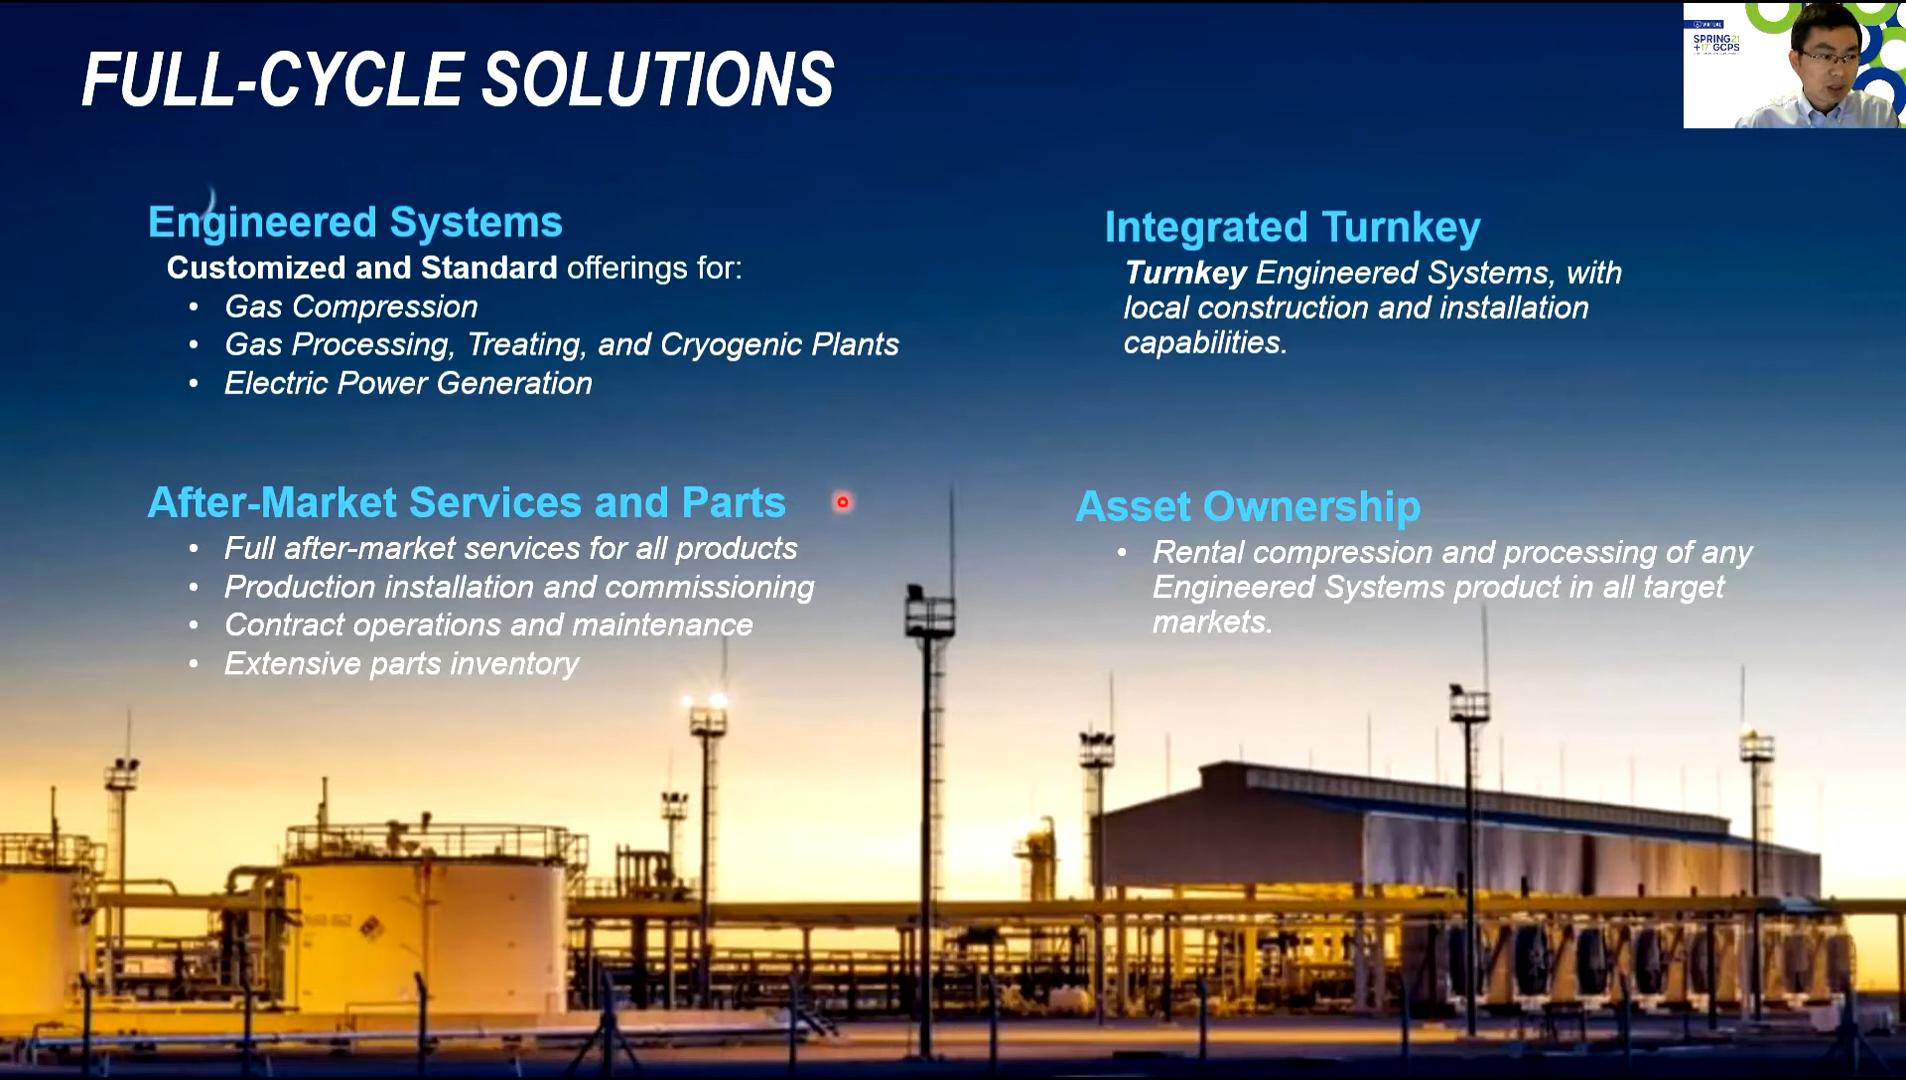 FULL-CYCLE SOLUTIONS
VIRTUAL
SPRING21
+17 GCPS
Engineered Systems
Customized and Standard offerings for:
• Gas Compression
• Gas Processing, Treating, and Cryogenic Plants
• Electric Power Generation
Integrated Turnkey
Turnkey Engineered Systems, with
local construction and installation
capabilities.
After-Market Services and Parts
• Full after-market services for all products
• Production installation and commissioning
• Contract operations and maintenance
• Extensive parts inventory
Asset Ownership
• Rental compression and processing of any
Engineered Systems product in all target
markets.